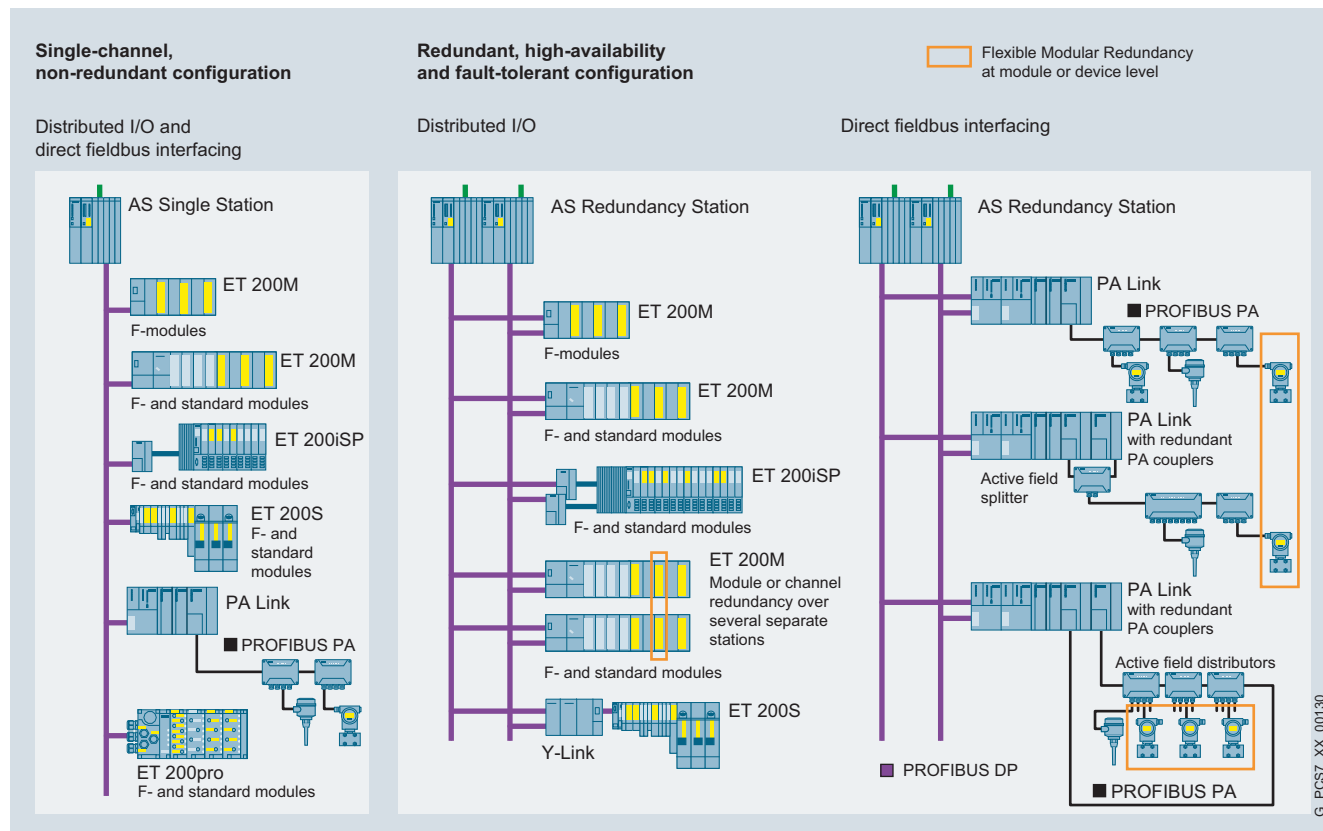 Single-channel,
non-redundant configuration
Redundant, high-availability
and fault-tolerant configuration
Flexible Modular Redundancy
at module or device level
Distributed I/O and
direct fieldbus interfacing
Distributed I/O
Direct fieldbus interfacing
AS Single Station
ET 200M
F-modules
ET 200M
F- and standard modules
ET 200iSP
F- and standard modules
ET 200S
F- and
standard
modules
PA Link
PROFIBUS PA
ET 200pro
F- and standard modules
AS Redundancy Station
ET 200M
F-modules
ET 200M
F- and standard modules
ET 200iSP
F- and standard modules
ET 200M
Module or channel
redundancy over
several separate
stations
F- and standard modules
ET 200S
Y-Link
AS Redundancy Station
PA Link
PROFIBUS PA
PA Link
with redundant
PA couplers
Active field
splitter
PA Link
with redundant
PA couplers
Active field distributors
PROFIBUS DP
PROFIBUS PA
G_PCS7_XX_00130